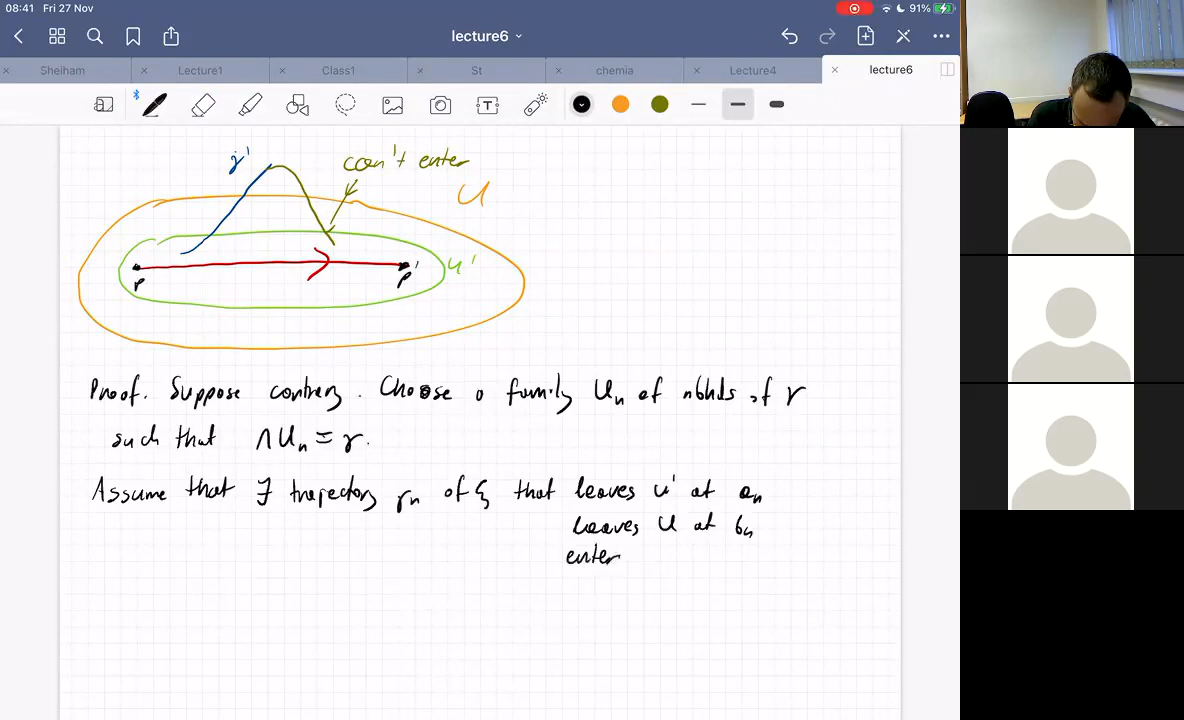 08:41 Fri 27 Nov
91%
lecture6
Sheiham
Lecture1
Class1
St
chemia
Lecture4
lecture6
γ'
can't enter
U
U'
p
p'
Proof. Suppose contrary. Choose a family Un of nbhds of γ
such that ∩Un = γ.
Assume that ∃ trajectory γn of ξ that leaves U' at an
leaves U at bn
enter